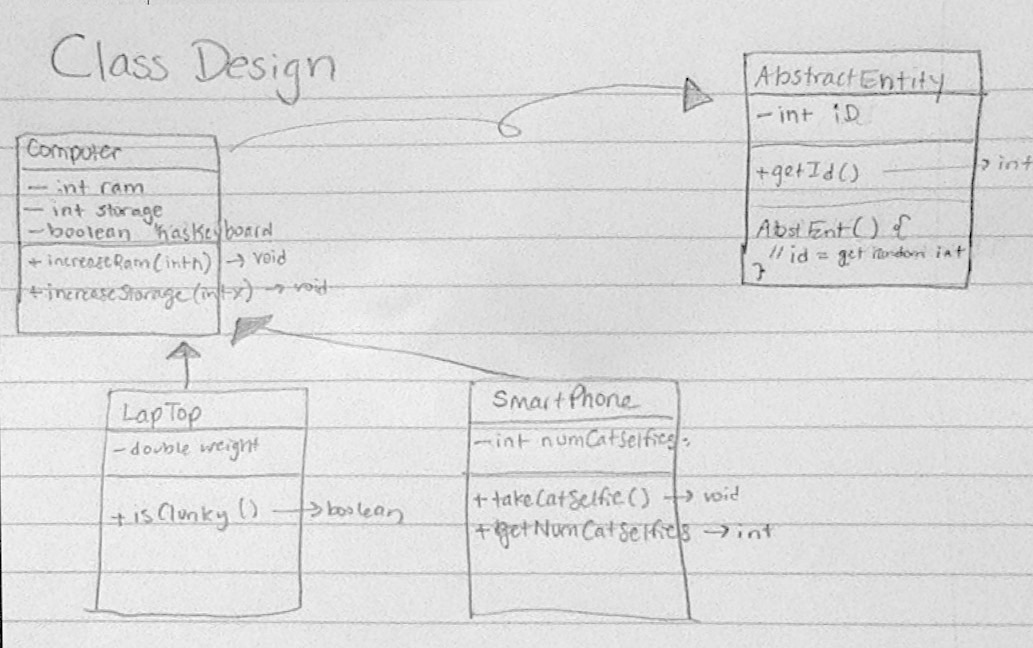 Class Design
AbstractEntity
- int iD
+getId() → int
AbstEnt() {
// id = get random int
}
Computer
- int ram
- int storage
- boolean hasKeyboard
+ increaseRam(int n) → void
+ increaseStorage(int x) → void
LapTop
- double weight
+ isClunky() → boolean
SmartPhone
- int numCatSelfies
+ takeCatSelfie() → void
+ getNumCatSelfies → int